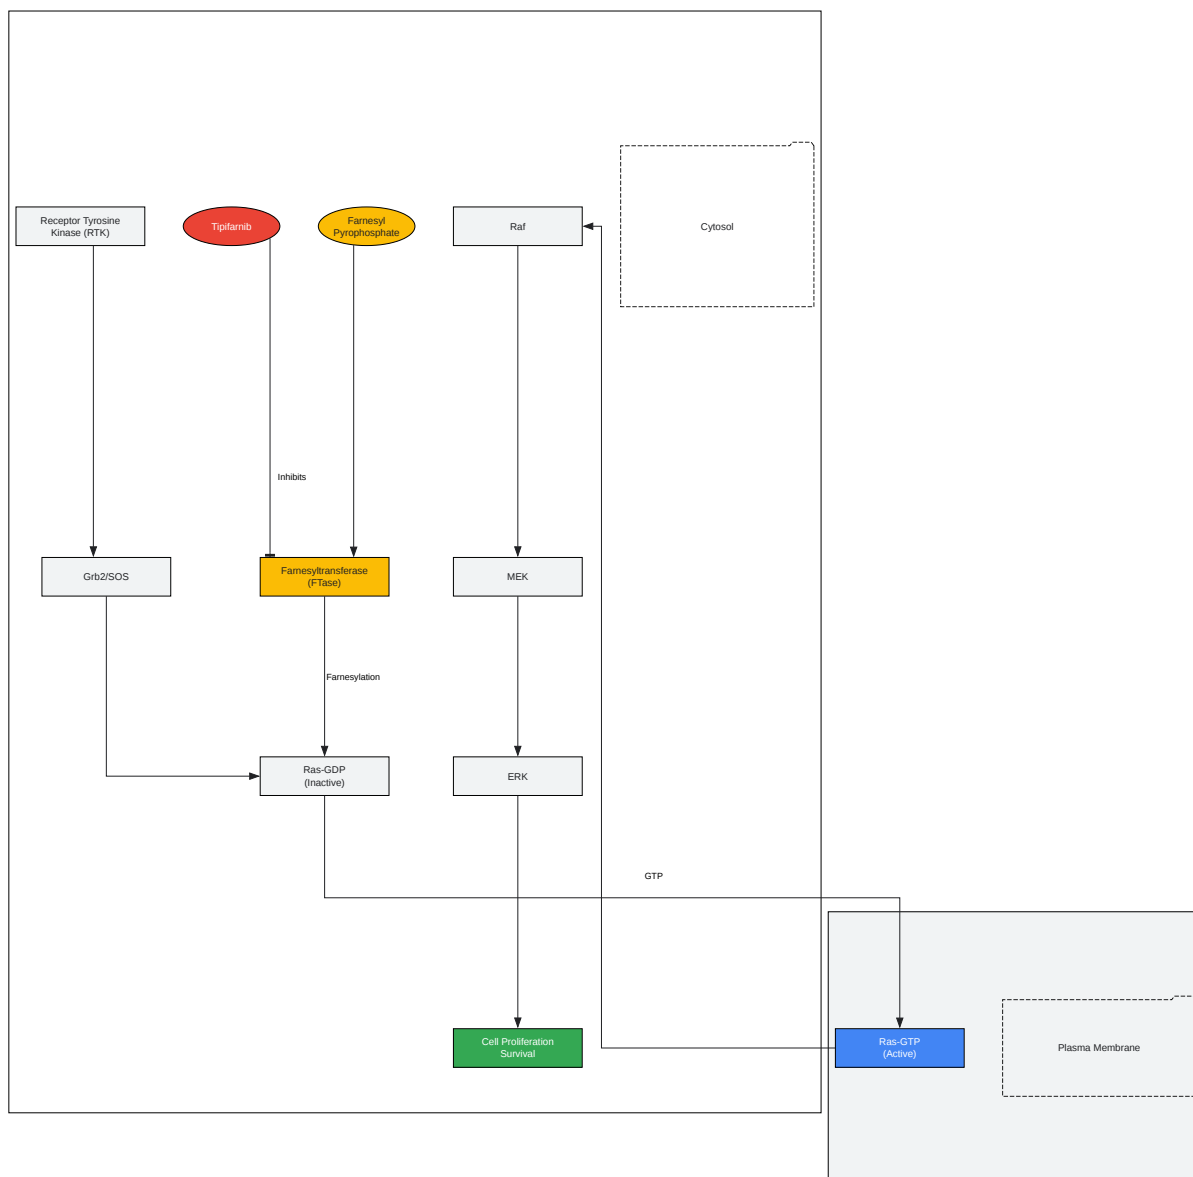 Receptor Tyrosine
Kinase (RTK)
Tipifarnib
Farnesyl
Pyrophosphate
Raf
Cytosol
Inhibits
Grb2/SOS
Farnesyltransferase
(FTase)
MEK
Farnesylation
Ras-GDP
(Inactive)
ERK
GTP
Cell Proliferation
Survival
Ras-GTP
(Active)
Plasma Membrane